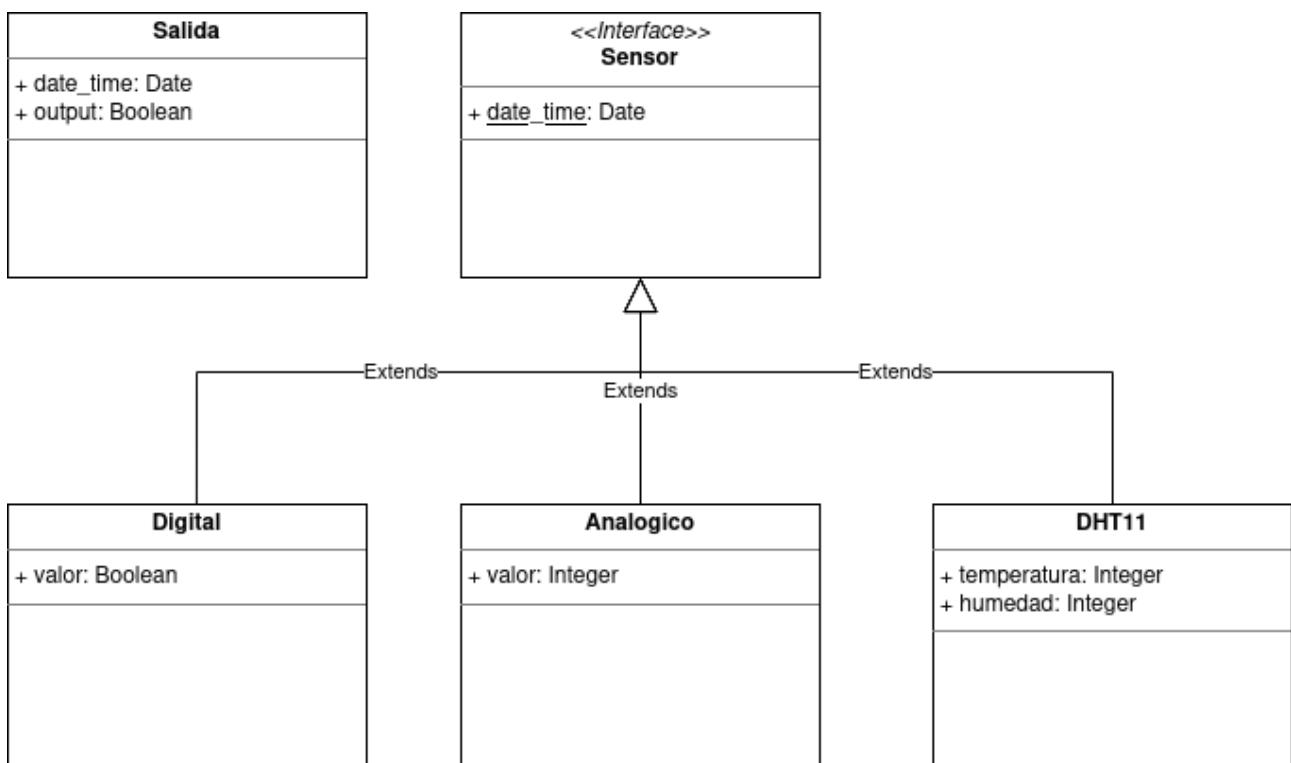 Salida
+ date_time: Date
+ output: Boolean
<<Interface>>
Sensor
+ date_time: Date
Extends
Extends
Extends
Digital
+ valor: Boolean
Analogico
+ valor: Integer
DHT11
+ temperatura: Integer
+ humedad: Integer